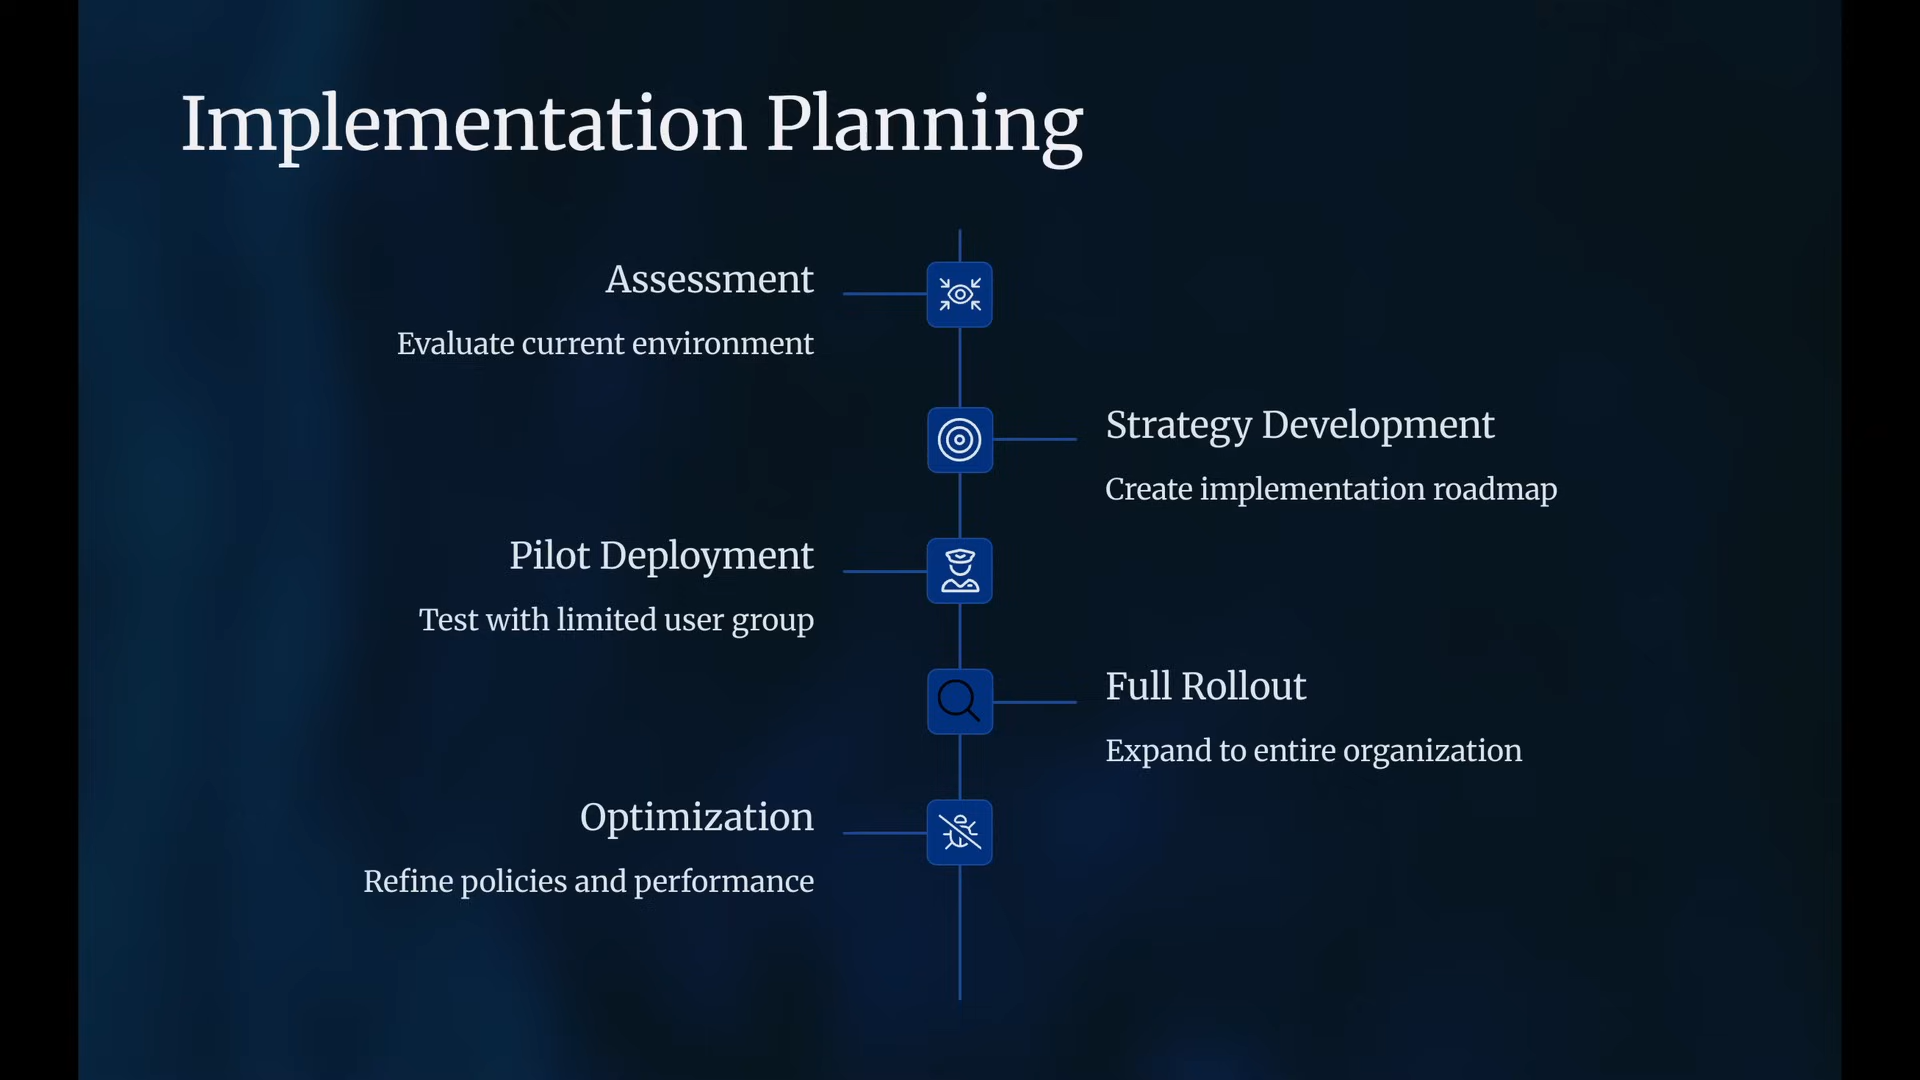 Implementation Planning
Assessment
Evaluate current environment
Strategy Development
Create implementation roadmap
Pilot Deployment
Test with limited user group
Full Rollout
Expand to entire organization
Optimization
Refine policies and performance